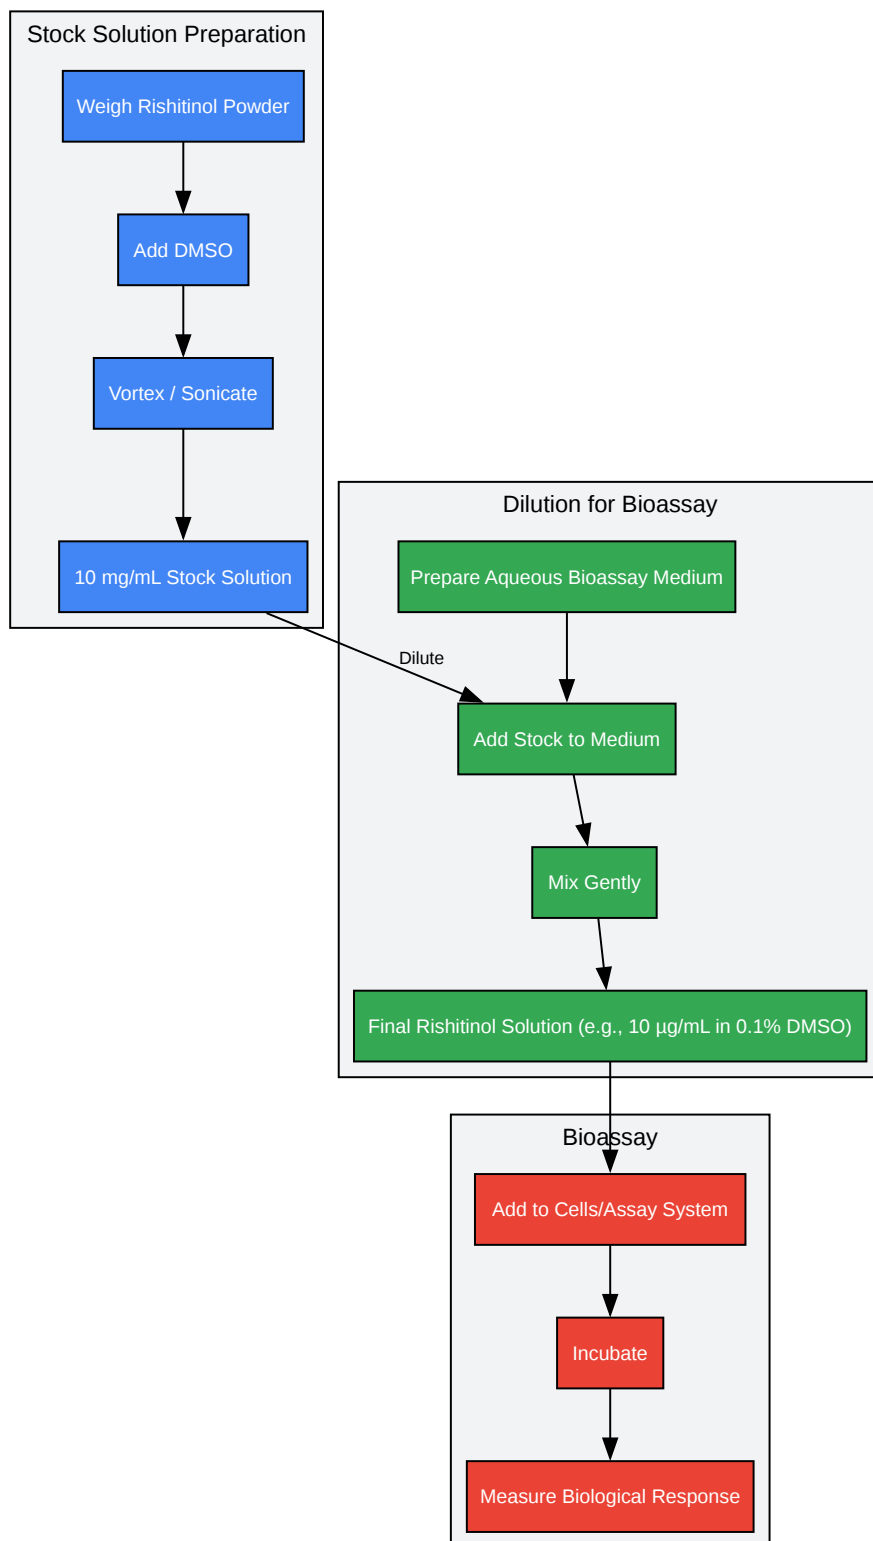 Stock Solution Preparation
Weigh Rishitinol Powder
Add DMSO
Vortex / Sonicate
10 mg/mL Stock Solution
Dilution for Bioassay
Prepare Aqueous Bioassay Medium
Dilute
Add Stock to Medium
Mix Gently
Final Rishitinol Solution (e.g., 10 µg/mL in 0.1% DMSO)
Bioassay
Add to Cells/Assay System
Incubate
Measure Biological Response